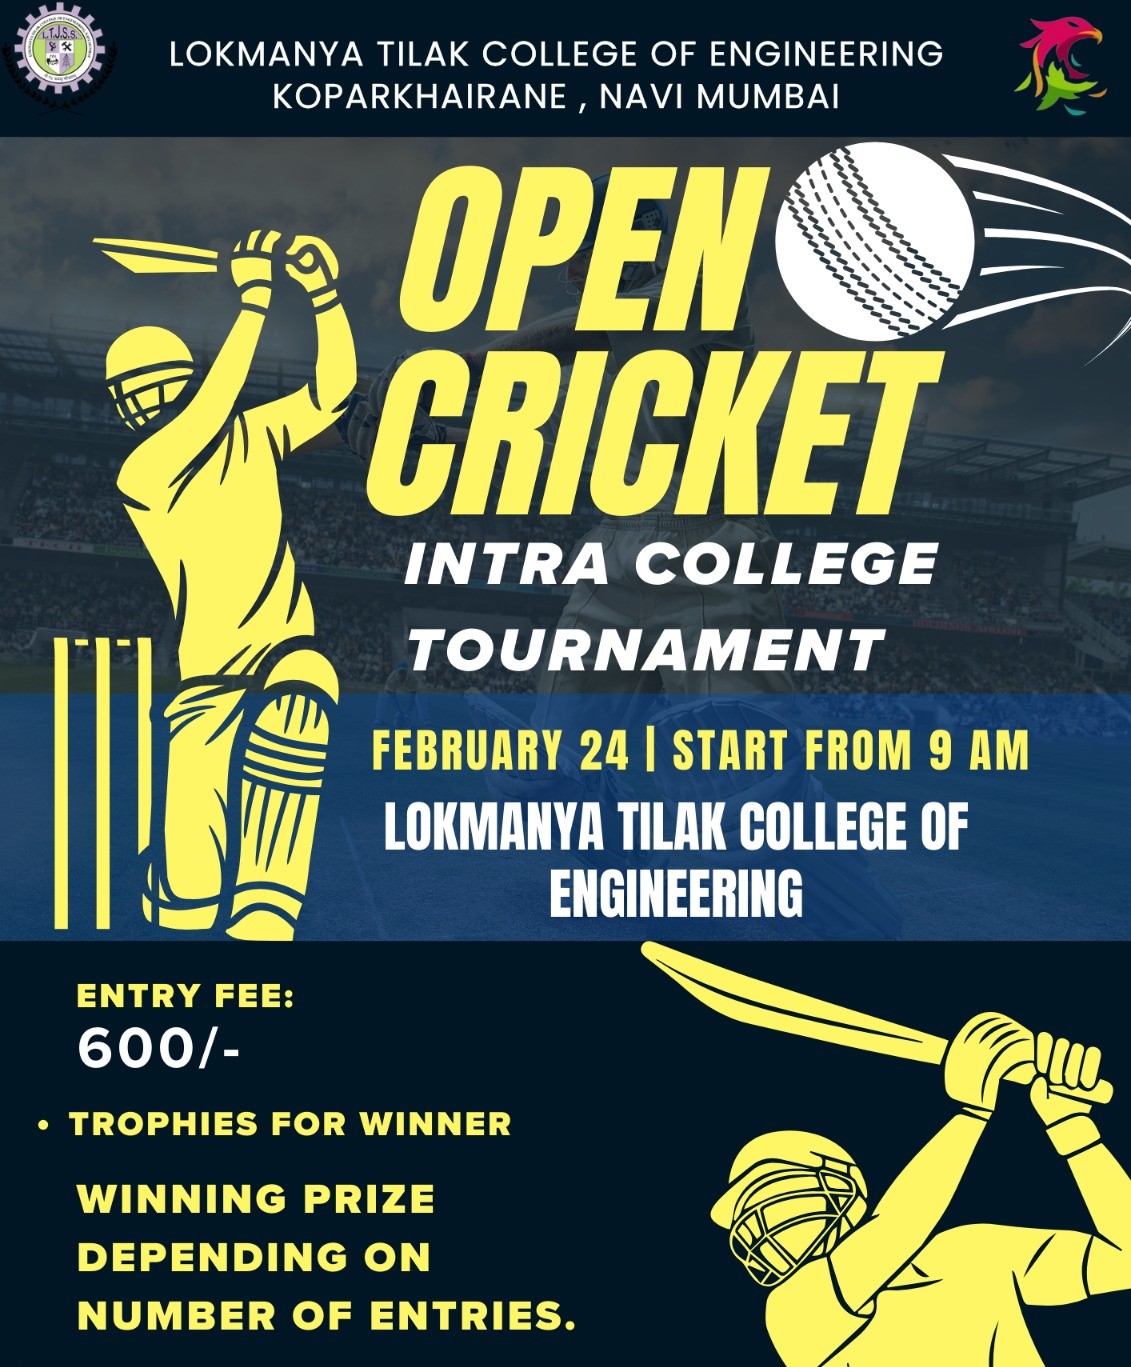 L.T.J.S.S.
LOKMANYA TILAK COLLEGE OF ENGINEERING
KOPARKHAIRANE , NAVI MUMBAI
OPEN
CRICKET
INTRA COLLEGE
TOURNAMENT
FEBRUARY 24 | START FROM 9 AM
LOKMANYA TILAK COLLEGE OF
ENGINEERING
ENTRY FEE:
600/-
• TROPHIES FOR WINNER
WINNING PRIZE
DEPENDING ON
NUMBER OF ENTRIES.